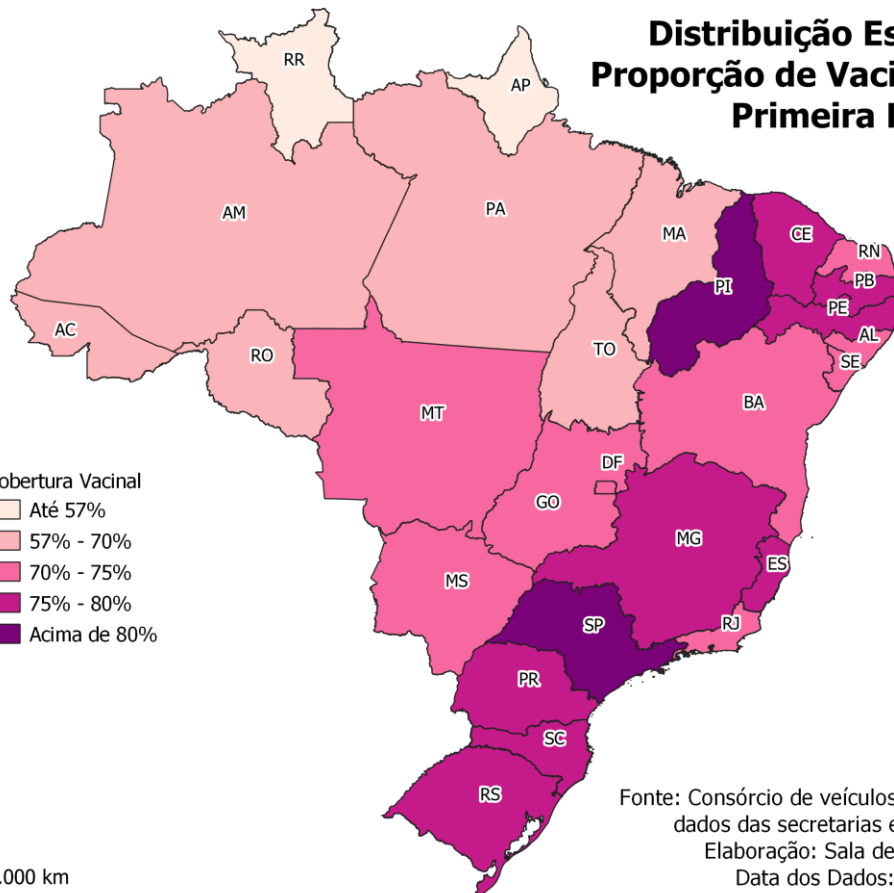 Distribuição Es
Proporção de Vaci
Primeira
RR
AP
AM
PA
MA
CE
RN
PB
PE
PI
AL
SE
AC
RO
TO
BA
MT
DF
GO
MG
ES
MS
SP
RJ
PR
SC
RS
obertura Vacinal
Até 57%
57% - 70%
70% - 75%
75% - 80%
Acima de 80%
Fonte: Consórcio de veículos
dados das secretarias e
Elaboração: Sala de
Data dos Dados:
.000 km